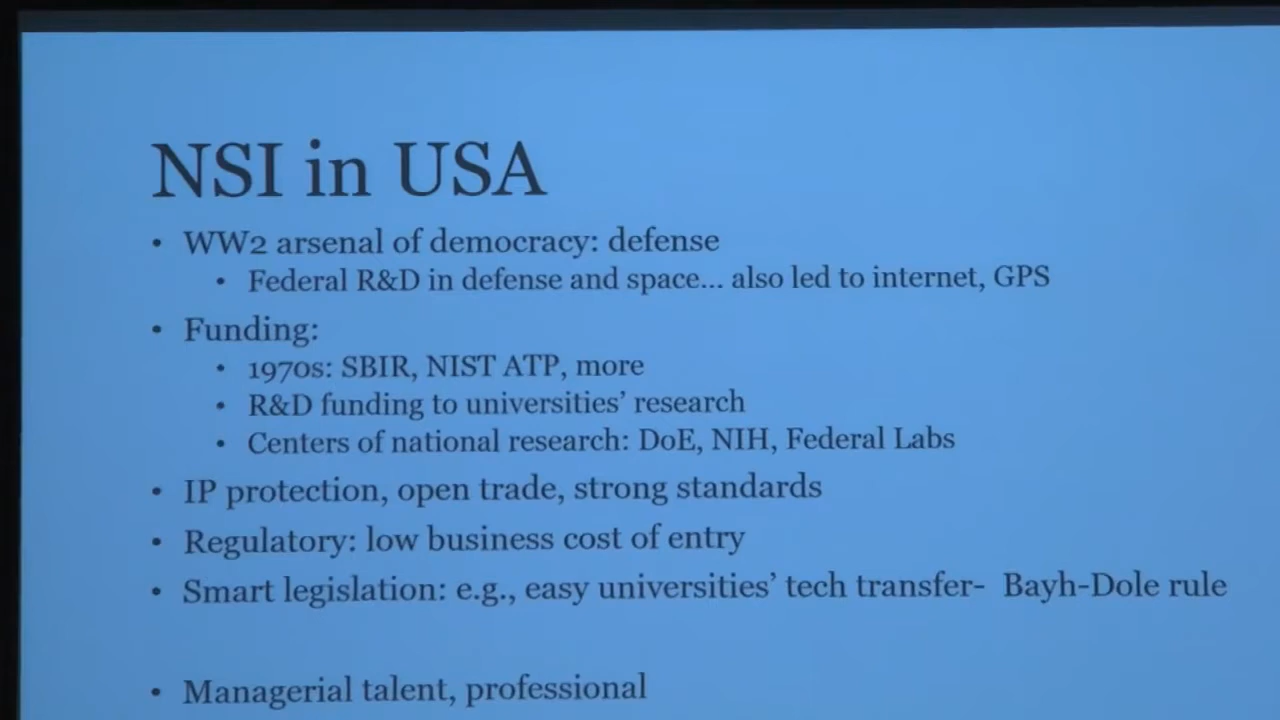 NSI in USA
• WW2 arsenal of democracy: defense
• Federal R&D in defense and space... also led to internet, GPS
• Funding:
• 1970s: SBIR, NIST ATP, more
• R&D funding to universities’ research
• Centers of national research: DoE, NIH, Federal Labs
• IP protection, open trade, strong standards
• Regulatory: low business cost of entry
• Smart legislation: e.g., easy universities’ tech transfer- Bayh-Dole rule
• Managerial talent, professional